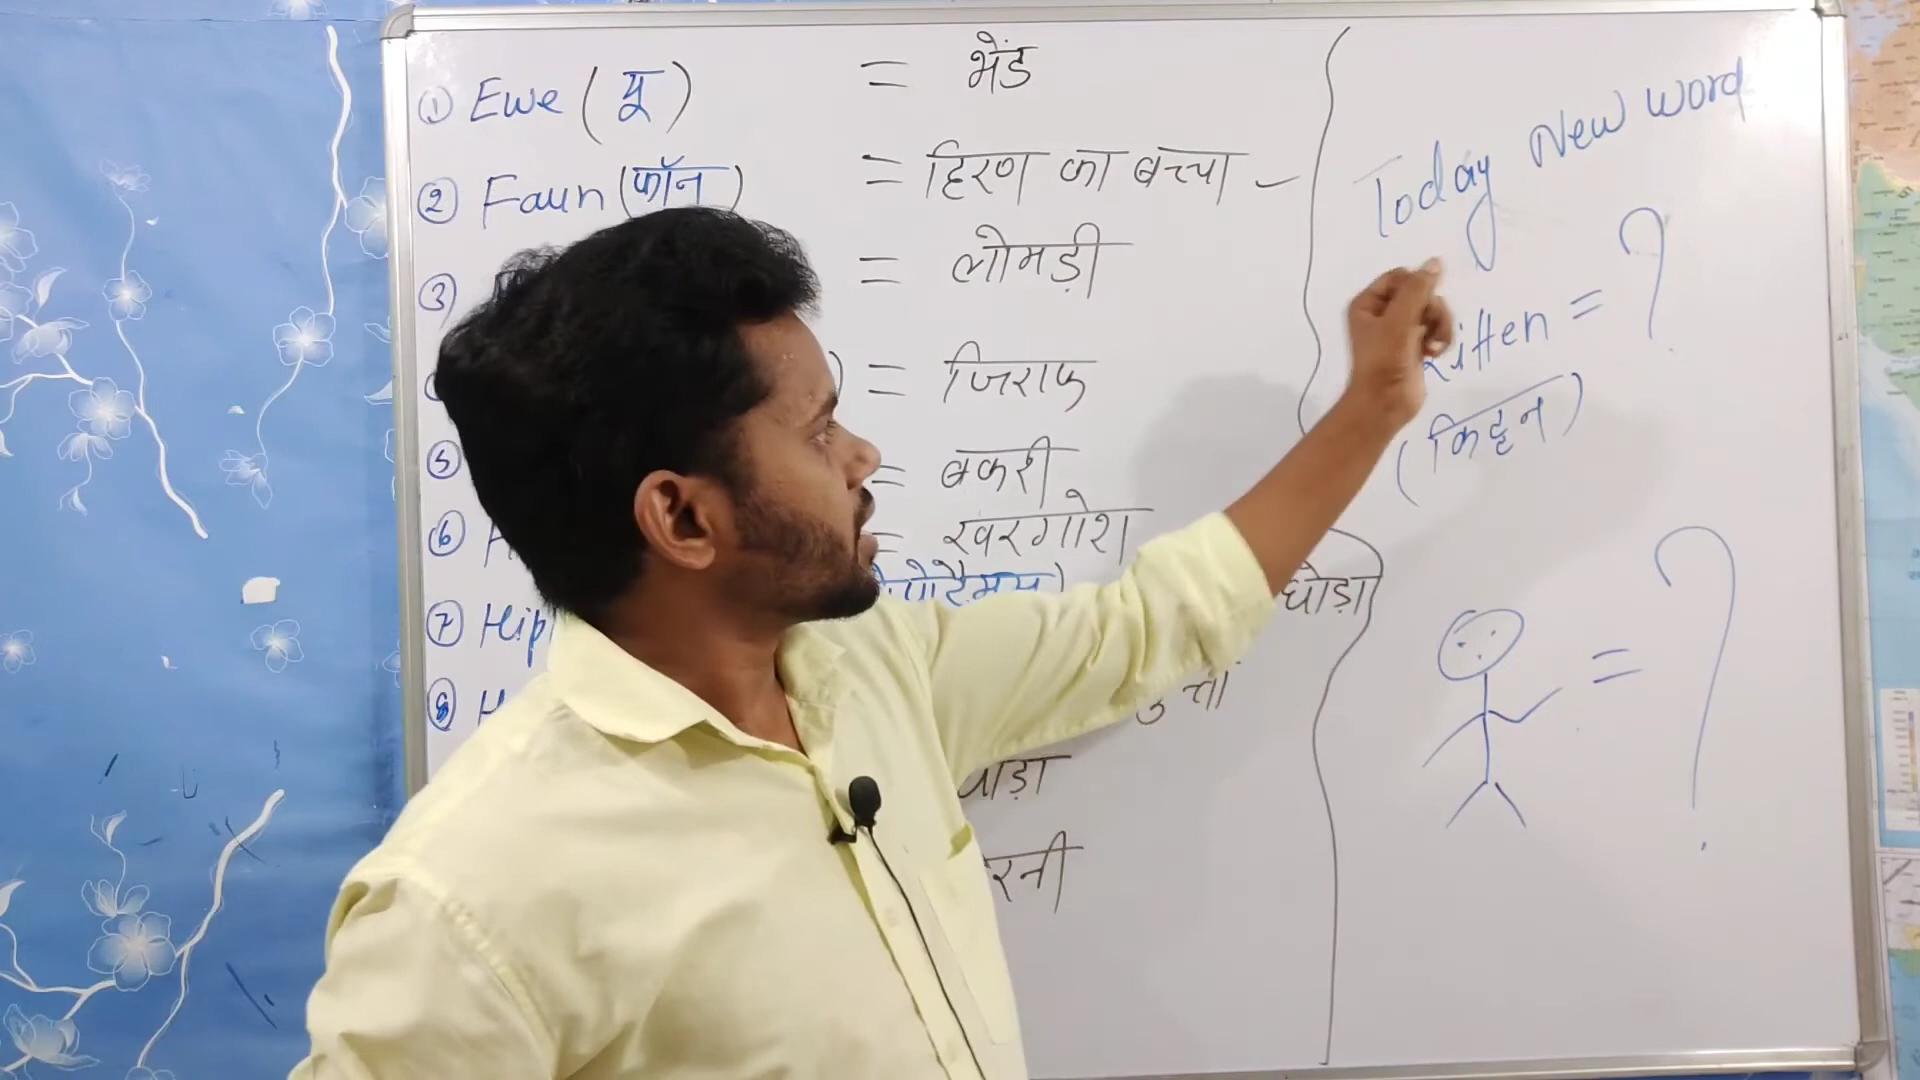 ① Ewe (यू) = भेंड
② Faun (फॉन) = हिरण का बच्चा -
③ = लोमड़ी
) = जिराफ
⑤ = बकरी
⑥ = खरगोश
⑦ Hip घोड़ा
⑧ H
रनी
Today New word
Kitten = ?
(किट्टन)
= ?